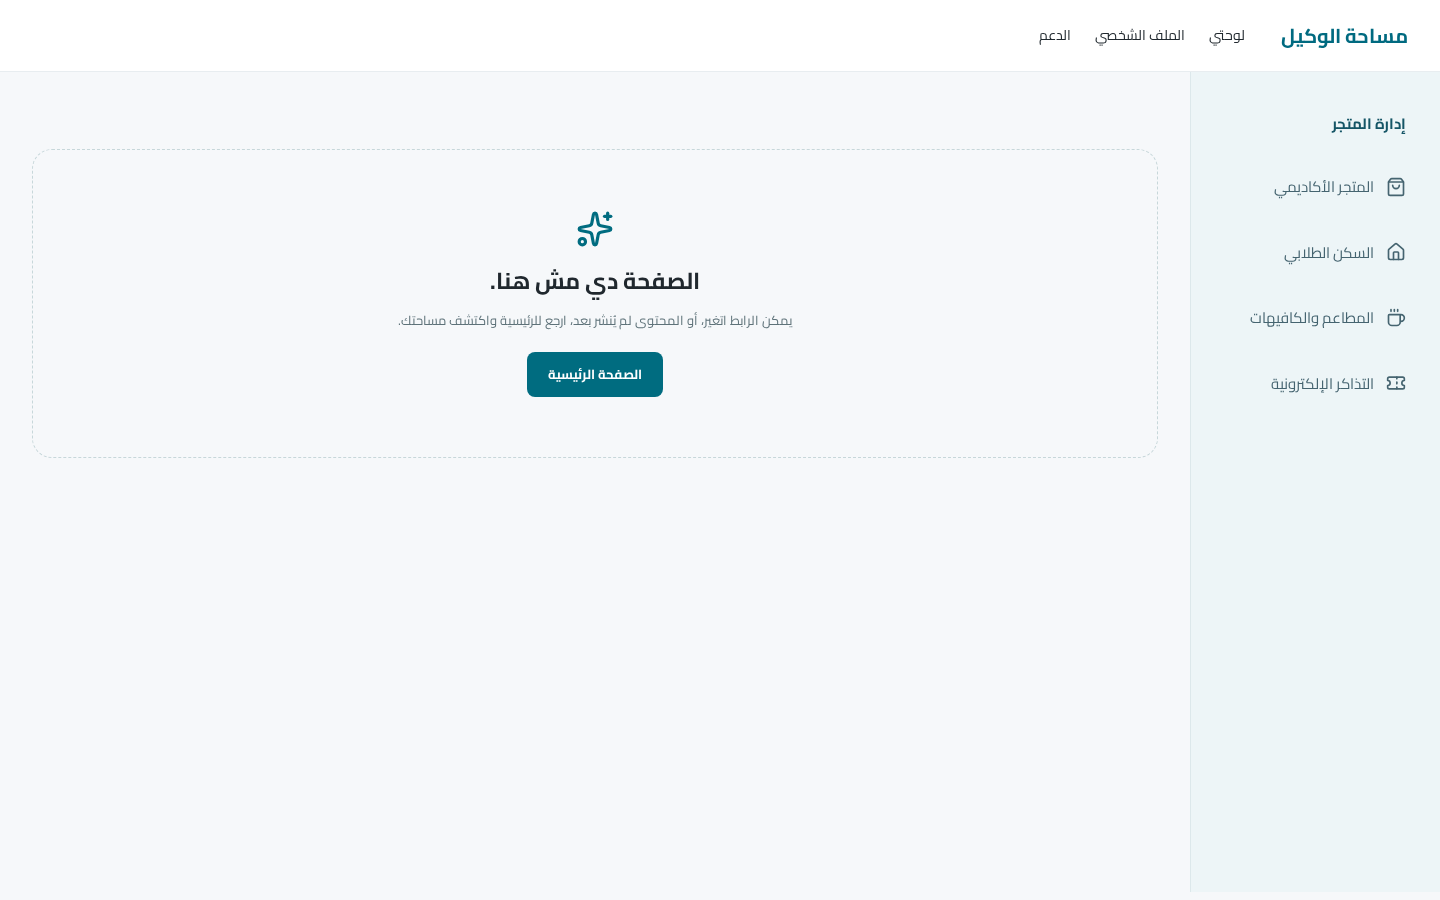 مساحة الوكيل
لوحتي
الملف الشخصي
الدعم
إدارة المتجر
المتجر الأكاديمي
السكن الطلابي
المطاعم والكافيهات
التذاكر الإلكترونية
الصفحة دي مش هنا.
يمكن الرابط اتغير، أو المحتوى لم يُنشر بعد، ارجع للرئيسية واكتشف مساحتك.
الصفحة الرئيسية